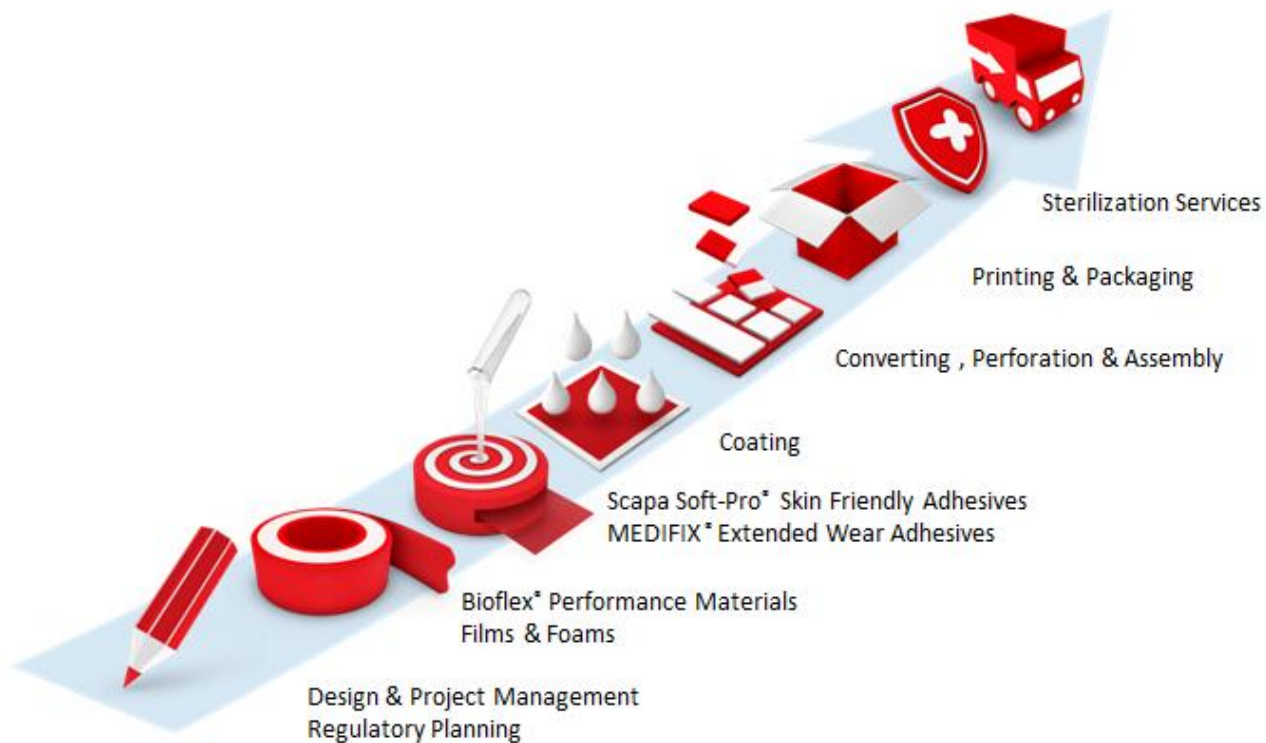 Sterilization Services
Printing & Packaging
Converting , Perforation & Assembly
Coating
Scapa Soft-Pro® Skin Friendly Adhesives
MEDIFIX® Extended Wear Adhesives
Bioflex® Performance Materials
Films & Foams
Design & Project Management
Regulatory Planning